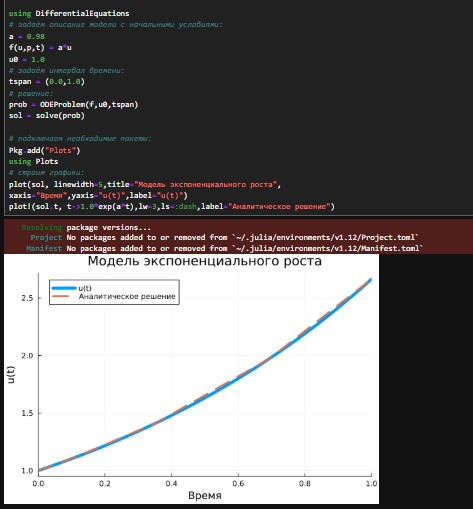 using DifferentialEquations
# задаём описание модели с начальными условиями:
a = 0.98
f(u,p,t) = a*u
u0 = 1.0
# задаём интервал времени:
tspan = (0.0,1.0)
# решение:
prob = ODEProblem(f,u0,tspan)
sol = solve(prob)
# подключаем необходимые пакеты:
Pkg.add("Plots")
using Plots
# строим графики:
plot(sol, linewidth=5,title="Модель экспоненциального роста",
xaxis="Время",yaxis="u(t)",label="u(t)")
plot!(sol.t, t->1.0*exp(a*t),lw=3,ls=:dash,label="Аналитическое решение")
Resolving package versions...
Project No packages added to or removed from `~/.julia/environments/v1.12/Project.toml`
Manifest No packages added to or removed from `~/.julia/environments/v1.12/Manifest.toml`
Модель экспоненциального роста
u(t)
Аналитическое решение
2.5
2.0
1.5
1.0
u(t)
0.0 0.2 0.4 0.6 0.8 1.0
Время